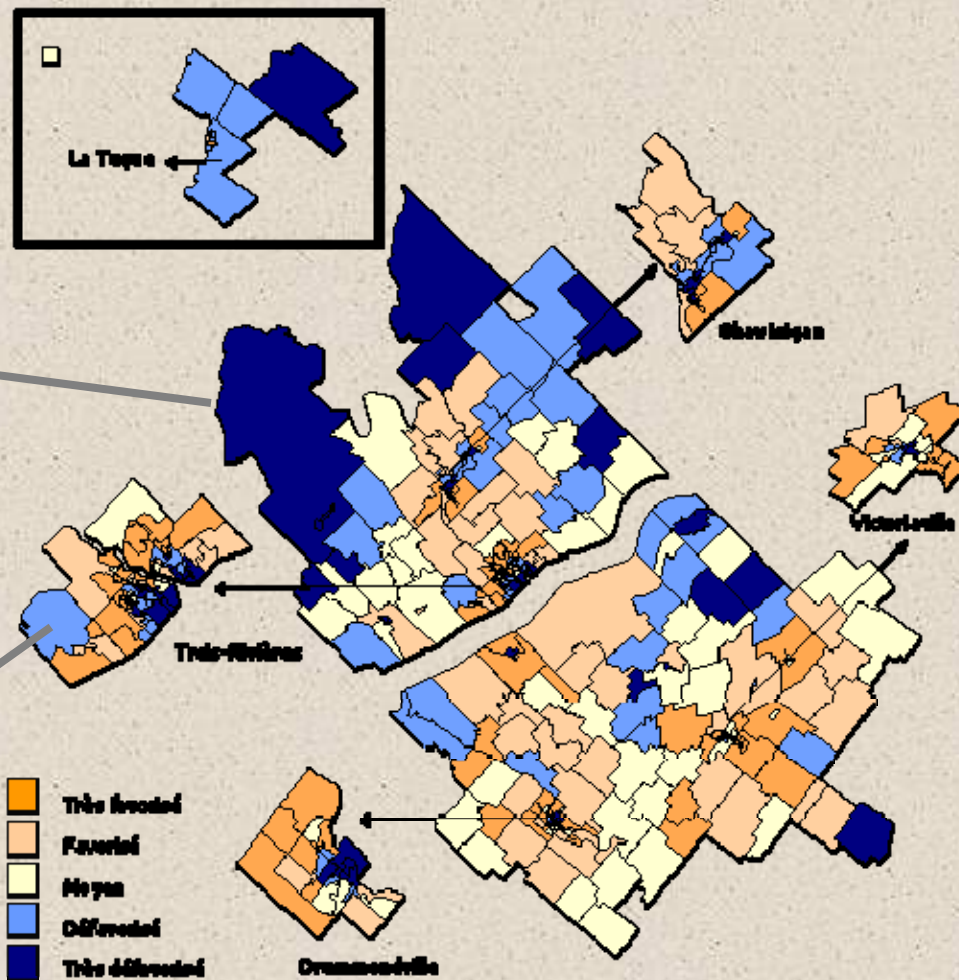 La Tuque
Shawinigan
Victoriaville
Trois-Rivières
Très favorisé
Favorisé
Moyen
Défavorisé
Très défavorisé
Drummondville